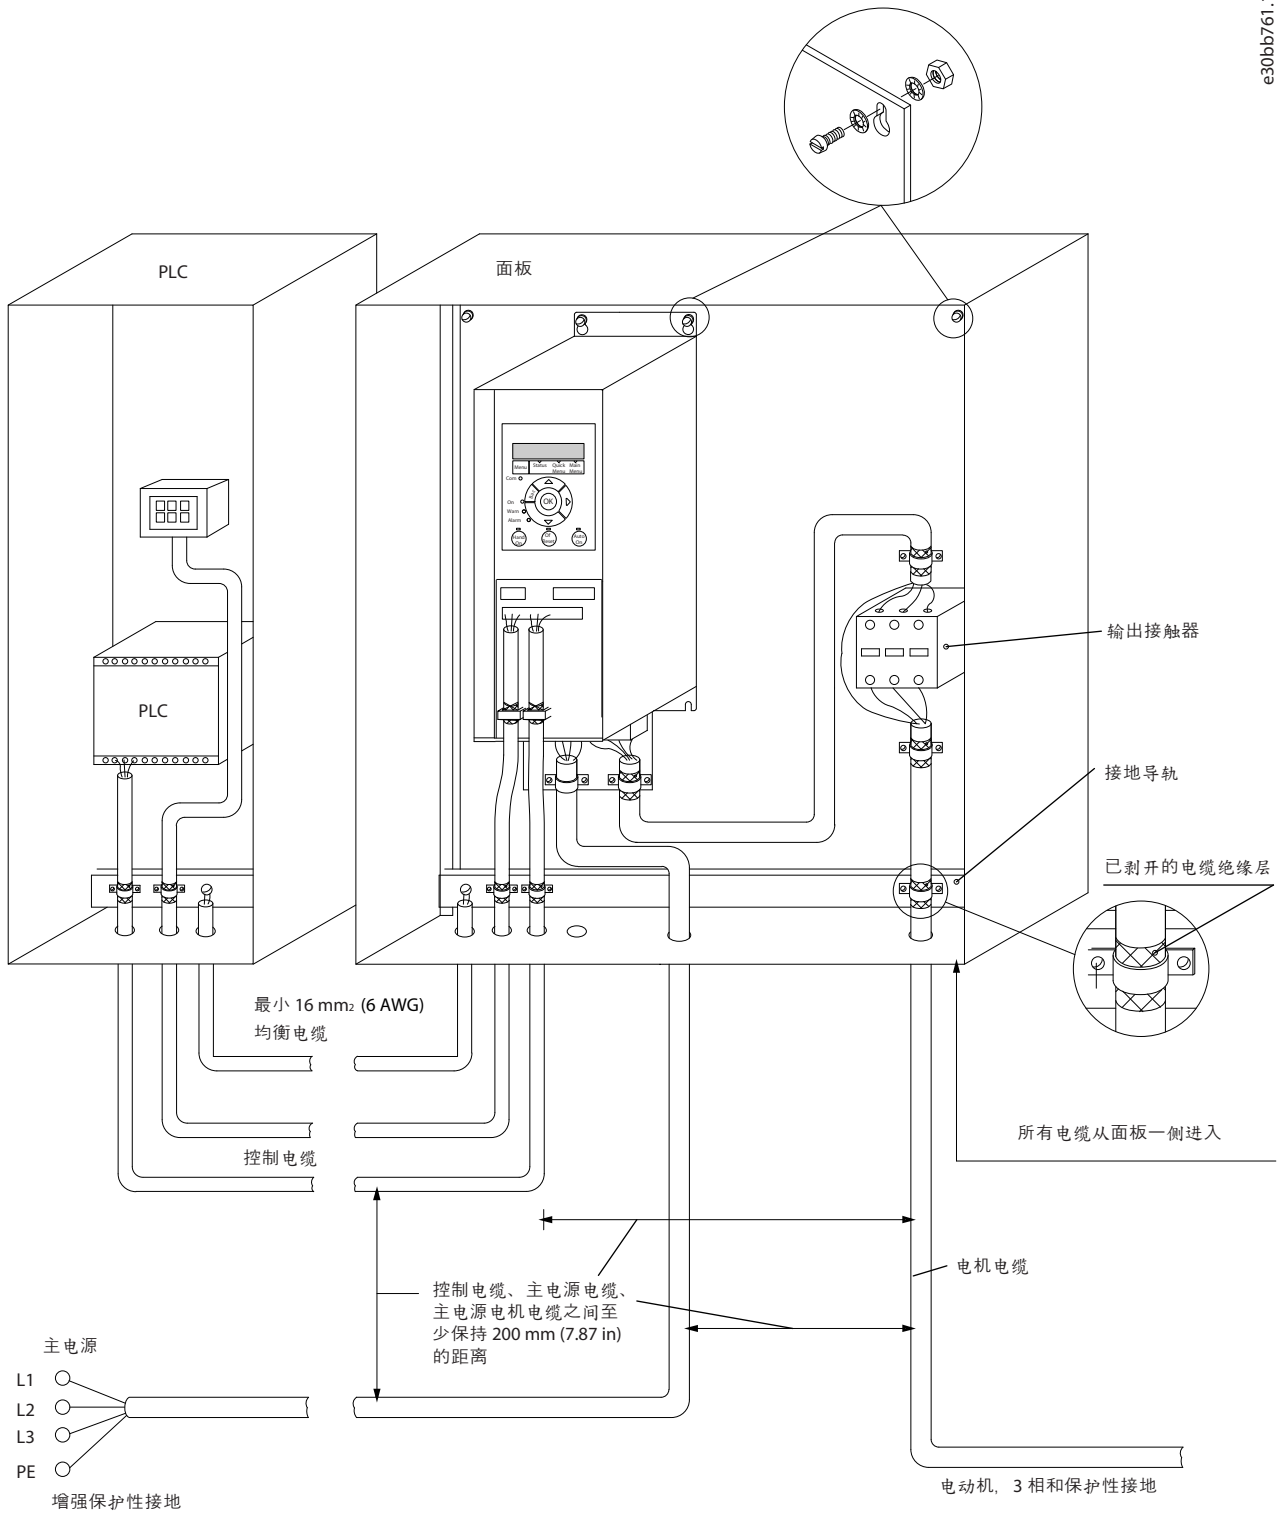 e30bb761.
PLC
面板
Menu
Status
Quick
Menu
Main
Menu
Com
OK
On
Warn
Alarm
Hand
On
Off
Reset
Auto
On
输出接触器
PLC
接地导轨
已剥开的电缆绝缘层
最小 16 mm2 (6 AWG)
均衡电缆
所有电缆从面板一侧进入
控制电缆
电机电缆
控制电缆、主电源电缆、
主电源电机电缆之间至
少保持 200 mm (7.87 in)
的距离
主电源
L1
L2
L3
PE
增强保护性接地
电动机, 3 相和保护性接地